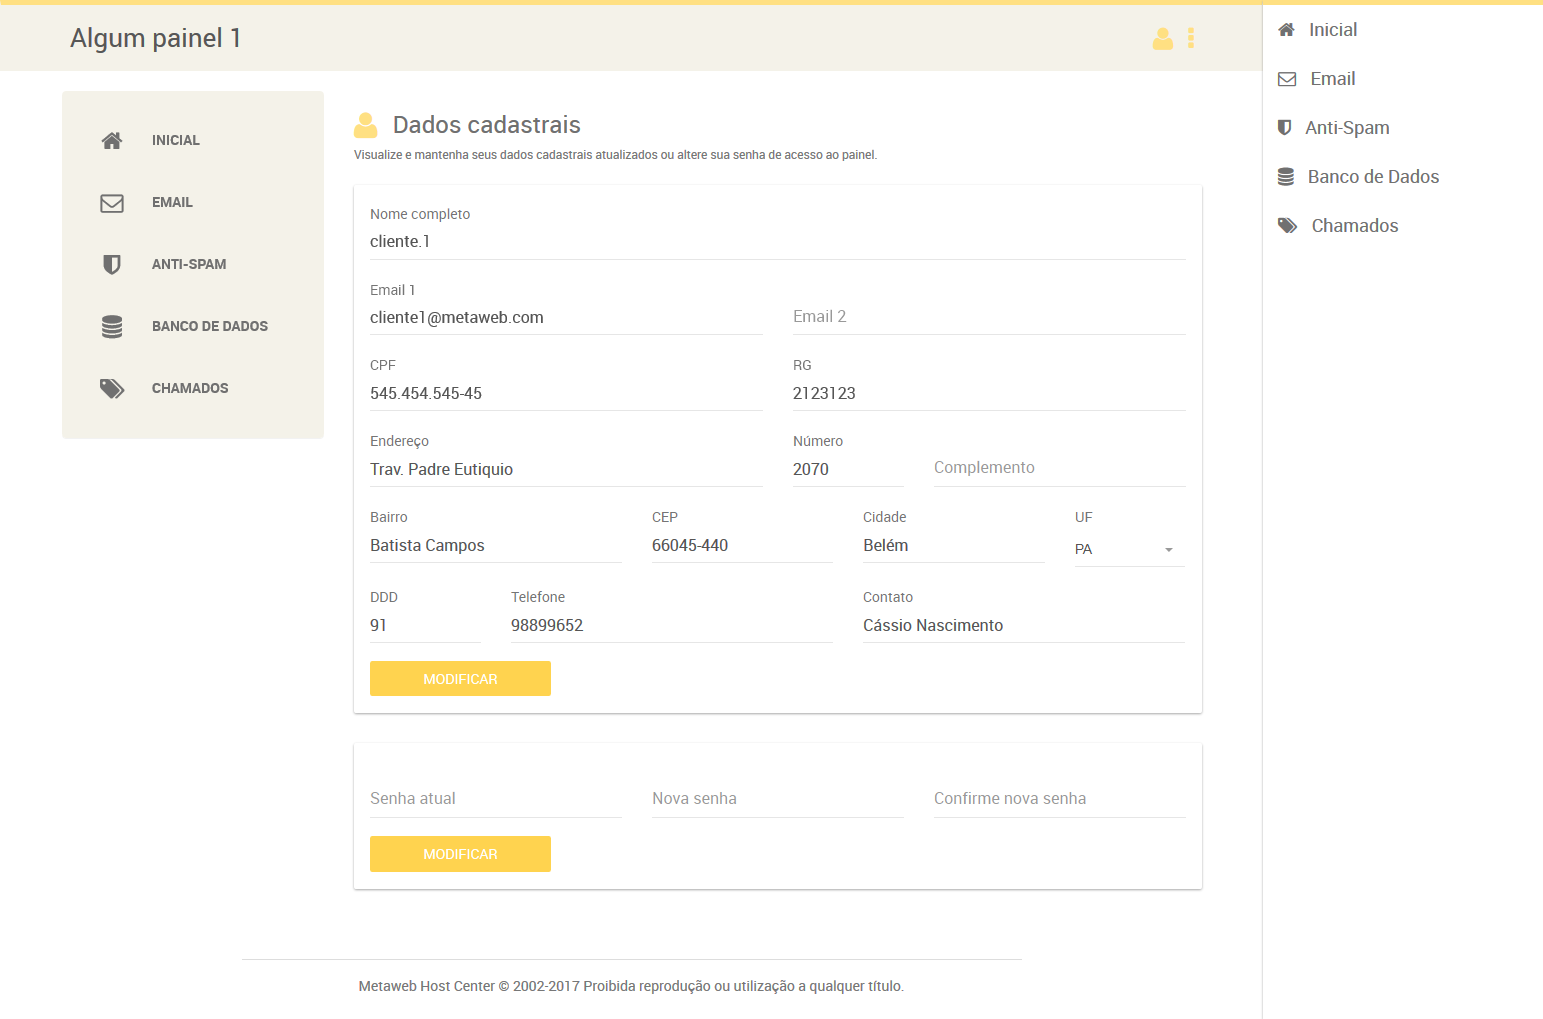 Algum painel 1
INICIAL
EMAIL
ANTI-SPAM
BANCO DE DADOS
CHAMADOS
Dados cadastrais
Visualize e mantenha seus dados cadastrais atualizados ou altere sua senha de acesso ao painel.
Nome completo
cliente.1
Email 1
cliente1@metaweb.com
Email 2
CPF
545.454.545-45
RG
2123123
Endereço
Trav. Padre Eutiquio
Número
2070
Complemento
Bairro
Batista Campos
CEP
66045-440
Cidade
Belém
UF
PA
DDD
91
Telefone
98899652
Contato
Cássio Nascimento
MODIFICAR
Senha atual
Nova senha
Confirme nova senha
MODIFICAR
Metaweb Host Center © 2002-2017 Proibida reprodução ou utilização a qualquer título.
Inicial
Email
Anti-Spam
Banco de Dados
Chamados